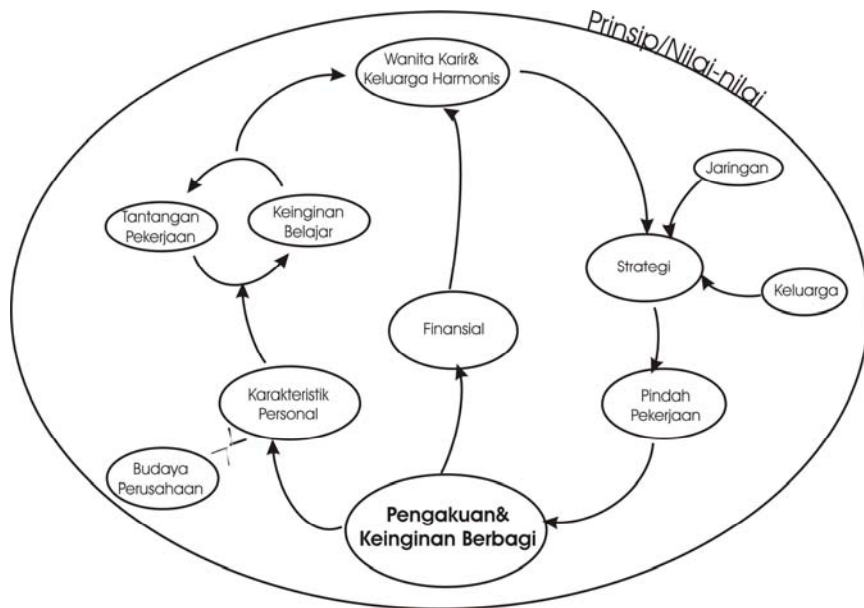 Prinsip/Nilai-nilai
Wanita Karir&
Keluarga Harmonis
Jaringan
Tantangan
Pekerjaan
Keinginan
Belajar
Strategi
Keluarga
Finansial
Karakteristik
Personal
Pindah
Pekerjaan
Budaya
Perusahaan
Pengakuan&
Keinginan Berbagi